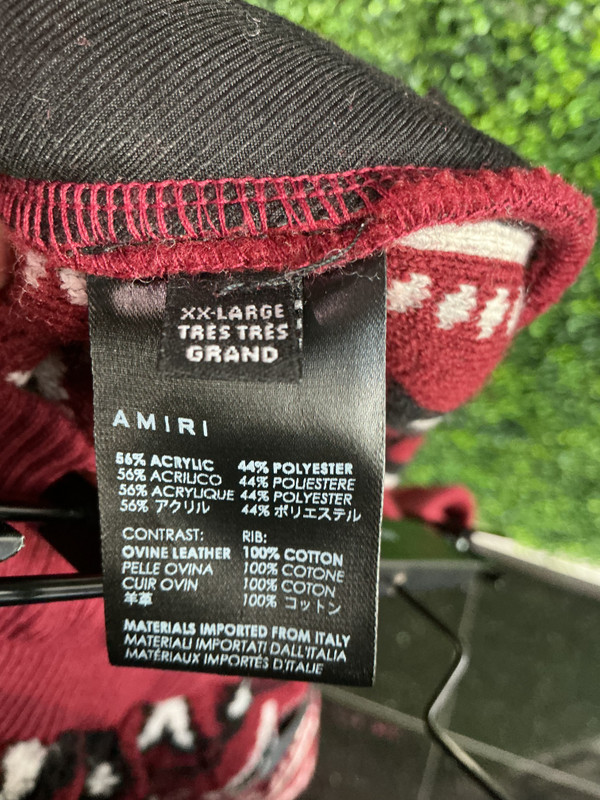 XX-LARGE
TRÈS TRÈS
GRAND
AMIRI
56% ACRYLIC 44% POLYESTER
56% ACRILICO 44% POLIESTERE
56% ACRYLIQUE 44% POLYESTER
56% アクリル 44% ポリエステル
CONTRAST: RIB:
OVINE LEATHER 100% COTTON
PELLE OVINA 100% COTONE
CUIR OVIN 100% COTON
羊革 100% コットン
MATERIALS IMPORTED FROM ITALY
MATERIALI IMPORTATI DALL'ITALIA
MATÉRIAUX IMPORTÉS D'ITALIE